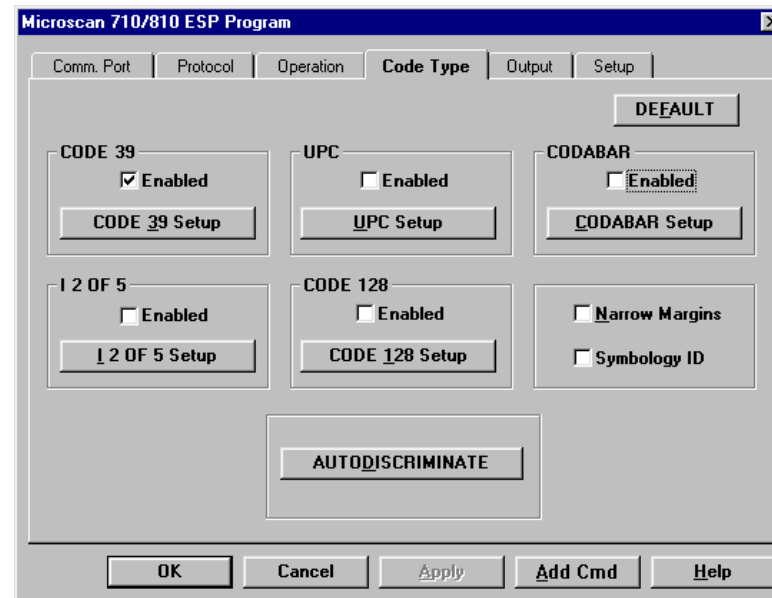 Microscan 710/810 ESP Program
Comm. Port Protocol Operation Code Type Output Setup
DEFAULT
CODE 39 UPC CODABAR
Enabled Enabled Enabled
CODE 39 Setup UPC Setup CODABAR Setup
I 2 OF 5 CODE 128
Enabled Enabled Narrow Margins
I 2 OF 5 Setup CODE 128 Setup Symbology ID
AUTODISCRIMINATE
OK Cancel Apply Add Cmd Help